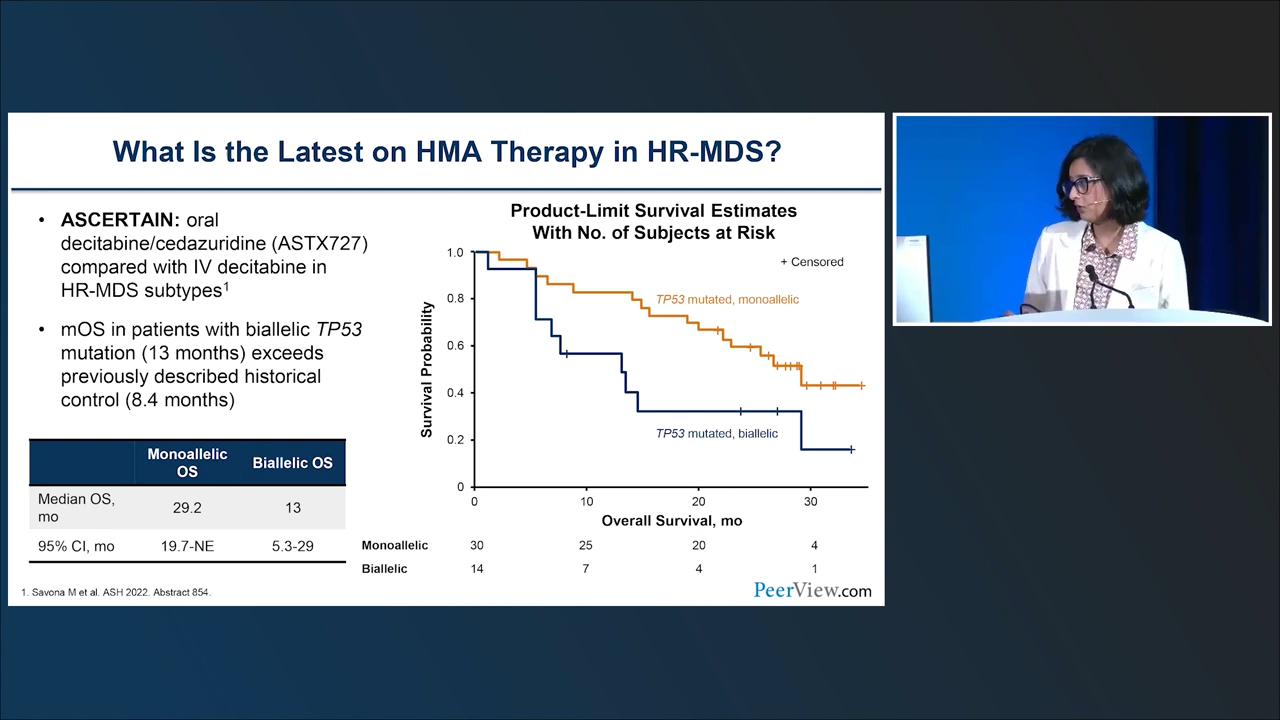 What Is the Latest on HMA Therapy in HR-MDS?
• ASCERTAIN: oral
decitabine/cedazuridine (ASTX727)
compared with IV decitabine in
HR-MDS subtypes1
• mOS in patients with biallelic TP53
mutation (13 months) exceeds
previously described historical
control (8.4 months)
Monoallelic OS
Biallelic OS
Median OS, mo
29.2
13
95% CI, mo
19.7-NE
5.3-29
1. Savona M et al. ASH 2022. Abstract 854.
Product-Limit Survival Estimates
With No. of Subjects at Risk
+ Censored
TP53 mutated, monoallelic
TP53 mutated, biallelic
Survival Probability
1.0
0.8
0.6
0.4
0.2
0
0 10 20 30
Overall Survival, mo
Monoallelic 30 25 20 4
Biallelic 14 7 4 1
PeerView.com